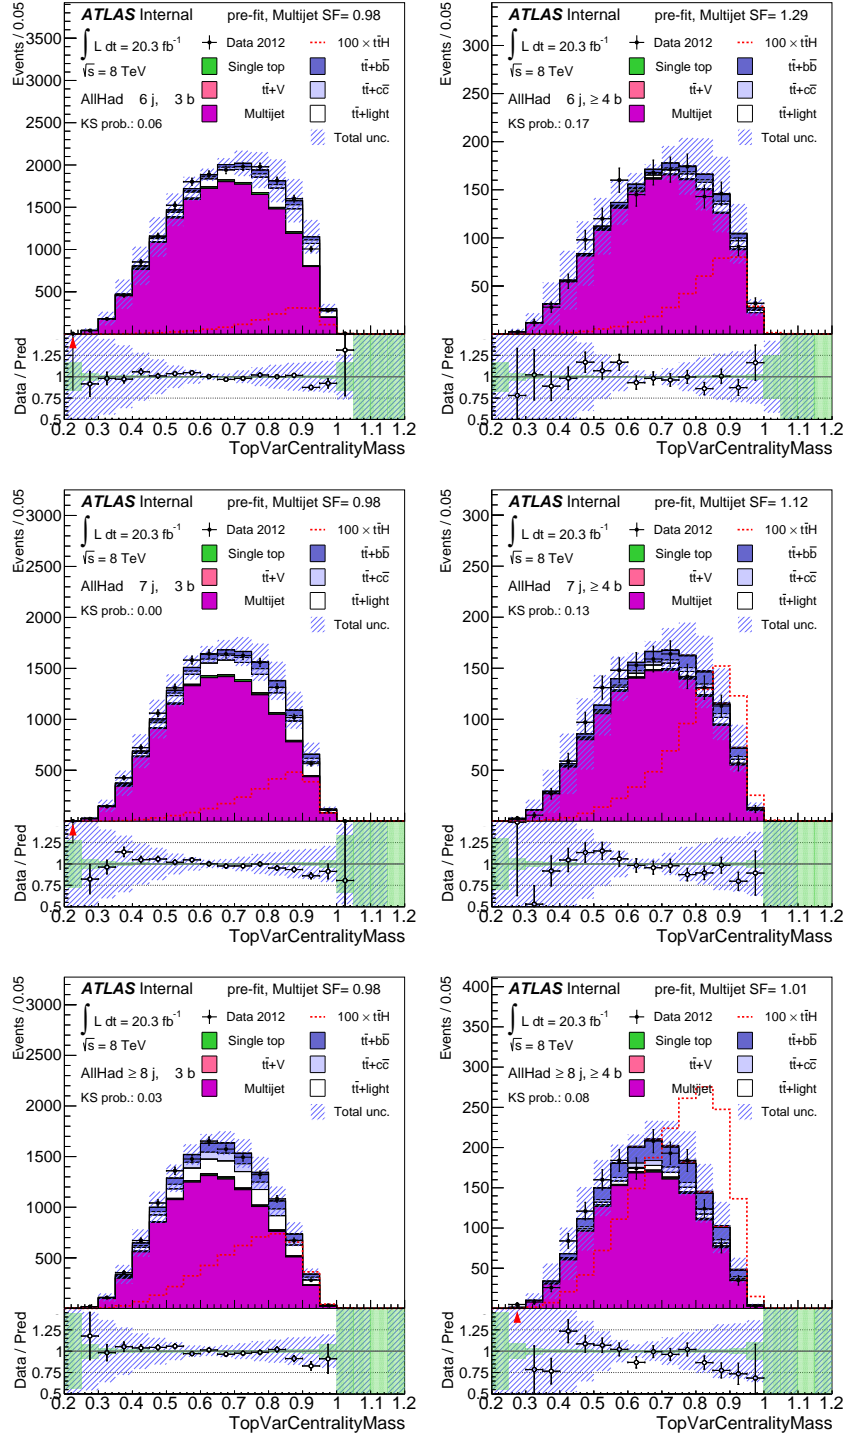 ATLAS Internal pre-fit, Multijet SF= 0.98
Events / 0.05
∫ L dt = 20.3 fb⁻¹
√s = 8 TeV
AllHad 6 j, 3 b
KS prob.: 0.06
Data 2012 100 × tt̄H
Single top tt̄+bb̄
tt̄+V tt̄+cc̄
Multijet tt̄+light
Total unc.
3500
3000
2500
2000
1500
1000
500
Data / Pred
1.25
1
0.75
0.5
0.2 0.3 0.4 0.5 0.6 0.7 0.8 0.9 1 1.1 1.2
TopVarCentralityMass
ATLAS Internal pre-fit, Multijet SF= 1.29
Events / 0.05
∫ L dt = 20.3 fb⁻¹
√s = 8 TeV
AllHad 6 j, ≥ 4 b
KS prob.: 0.17
Data 2012 100 × tt̄H
Single top tt̄+bb̄
tt̄+V tt̄+cc̄
Multijet tt̄+light
Total unc.
350
300
250
200
150
100
50
Data / Pred
1.25
1
0.75
0.5
0.2 0.3 0.4 0.5 0.6 0.7 0.8 0.9 1 1.1 1.2
TopVarCentralityMass
ATLAS Internal pre-fit, Multijet SF= 0.98
Events / 0.05
∫ L dt = 20.3 fb⁻¹
√s = 8 TeV
AllHad 7 j, 3 b
KS prob.: 0.00
Data 2012 100 × tt̄H
Single top tt̄+bb̄
tt̄+V tt̄+cc̄
Multijet tt̄+light
Total unc.
3000
2500
2000
1500
1000
500
Data / Pred
1.25
1
0.75
0.5
0.2 0.3 0.4 0.5 0.6 0.7 0.8 0.9 1 1.1 1.2
TopVarCentralityMass
ATLAS Internal pre-fit, Multijet SF= 1.12
Events / 0.05
∫ L dt = 20.3 fb⁻¹
√s = 8 TeV
AllHad 7 j, ≥ 4 b
KS prob.: 0.13
Data 2012 100 × tt̄H
Single top tt̄+bb̄
tt̄+V tt̄+cc̄
Multijet tt̄+light
Total unc.
300
250
200
150
100
50
Data / Pred
1.25
1
0.75
0.5
0.2 0.3 0.4 0.5 0.6 0.7 0.8 0.9 1 1.1 1.2
TopVarCentralityMass
ATLAS Internal pre-fit, Multijet SF= 0.98
Events / 0.05
∫ L dt = 20.3 fb⁻¹
√s = 8 TeV
AllHad ≥ 8 j, 3 b
KS prob.: 0.03
Data 2012 100 × tt̄H
Single top tt̄+bb̄
tt̄+V tt̄+cc̄
Multijet tt̄+light
Total unc.
3000
2500
2000
1500
1000
500
Data / Pred
1.25
1
0.75
0.5
0.2 0.3 0.4 0.5 0.6 0.7 0.8 0.9 1 1.1 1.2
TopVarCentralityMass
ATLAS Internal pre-fit, Multijet SF= 1.01
Events / 0.05
∫ L dt = 20.3 fb⁻¹
√s = 8 TeV
AllHad ≥ 8 j, ≥ 4 b
KS prob.: 0.08
Data 2012 100 × tt̄H
Single top tt̄+bb̄
tt̄+V tt̄+cc̄
Multijet tt̄+light
Total unc.
400
350
300
250
200
150
100
50
Data / Pred
1.25
1
0.75
0.5
0.2 0.3 0.4 0.5 0.6 0.7 0.8 0.9 1 1.1 1.2
TopVarCentralityMass